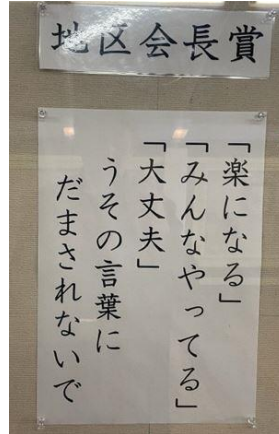 地区会長賞
「楽になる」
「みんなやってる」
「大丈夫」
うその言葉に
だまされないで